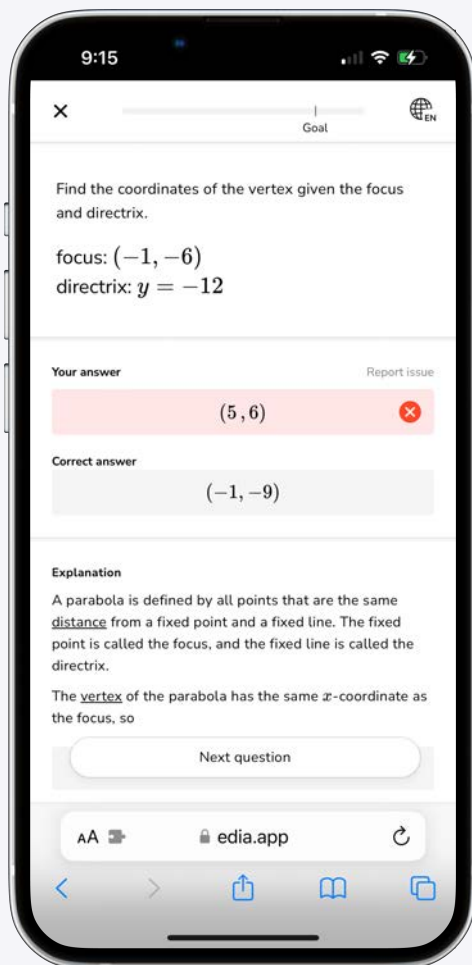 9:15
EN
Goal
Find the coordinates of the vertex given the focus
and directrix.
focus: (−1, −6)
directrix: y = −12
Your answer
Report issue
(5 , 6)
Correct answer
(−1, −9)
Explanation
A parabola is defined by all points that are the same
distance from a fixed point and a fixed line. The fixed
point is called the focus, and the fixed line is called the
directrix.
The vertex of the parabola has the same x-coordinate as
the focus, so
Next question
AA
edia.app